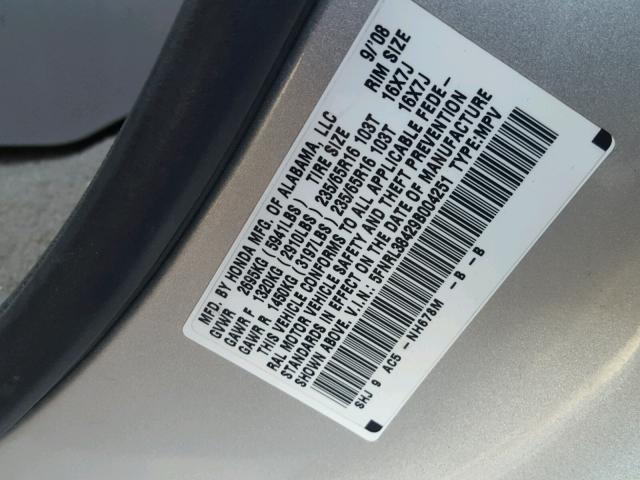 MFD. BY HONDA MFG. OF ALABAMA, LLC 9/'08
GVWR 2695KG (5941LBS) TIRE SIZE RIM SIZE
GAWR F 1320KG (2910LBS) 235/65R16 103T 16X7J
GAWR R 1450KG (3197LBS) 235/65R16 103T 16X7J
THIS VEHICLE CONFORMS TO ALL APPLICABLE FEDE-
RAL MOTOR VEHICLE SAFETY AND THEFT PREVENTION
STANDARDS IN EFFECT ON THE DATE OF MANUFACTURE
SHOWN ABOVE. V.I.N.: 5FNRL38429B004257 TYPE:MPV
SHJ 9 AC5 -NH678M -B -B